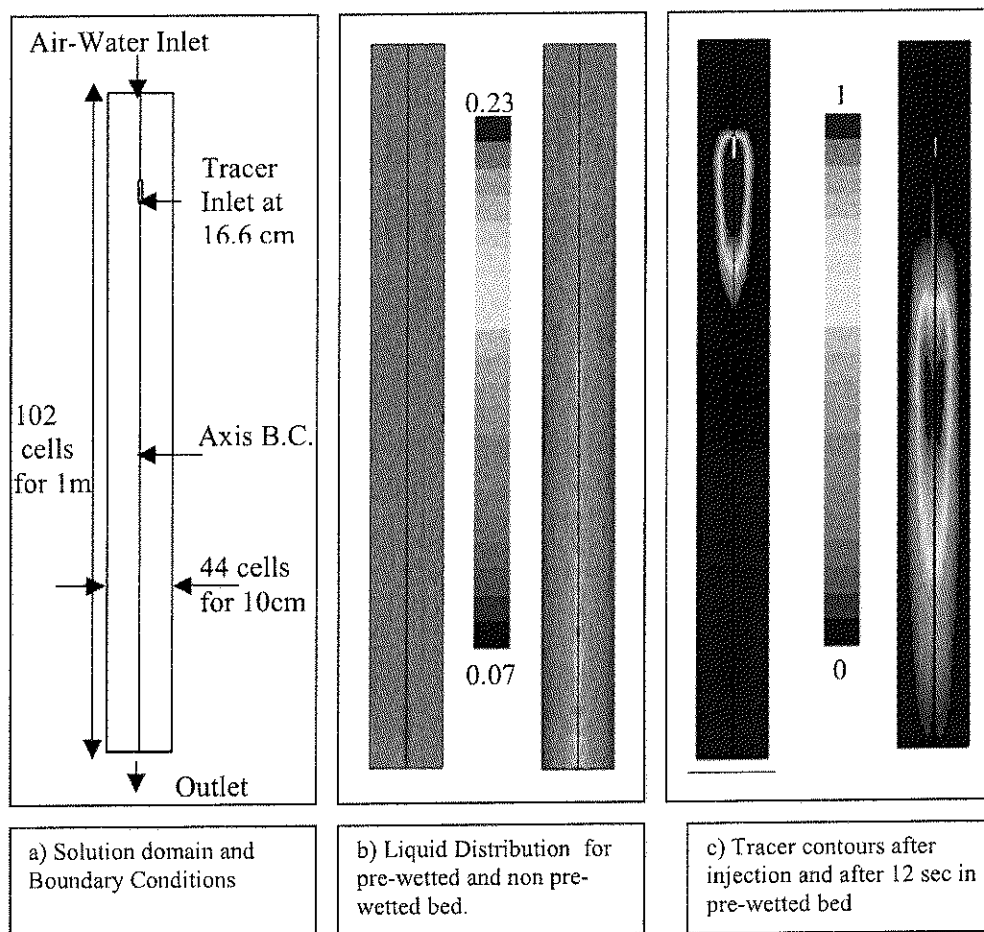 Air-Water Inlet
Tracer
Inlet at
16.6 cm
102
cells
for 1m
Axis B.C.
44 cells
for 10cm
Outlet
a) Solution domain and
Boundary Conditions
0.23
0.07
b) Liquid Distribution for
pre-wetted and non pre-
wetted bed.
1
0
c) Tracer contours after
injection and after 12 sec in
pre-wetted bed